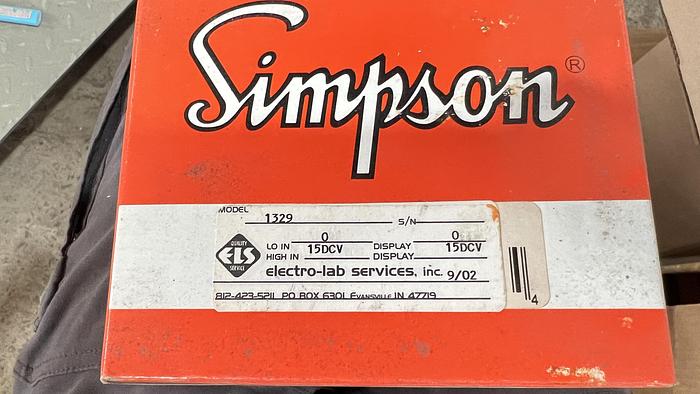 Simpson®
MODEL 1329 S/N
0 0
LO IN 15DCV DISPLAY 15DCV
HIGH IN DISPLAY
QUALITY
ELS
SERVICE
electro-lab services, inc. 9/02
812-423-5211 PO BOX 6301 EVANSVILLE IN 47719
4